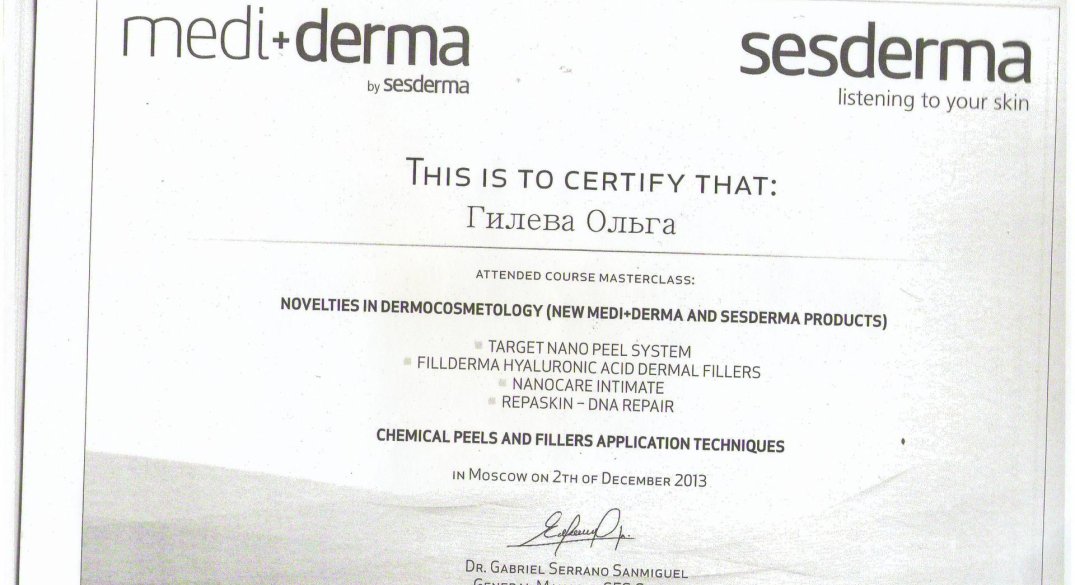 medi+derma
by sesderma
sesderma
listening to your skin
THIS IS TO CERTIFY THAT:
Гилева Ольга
ATTENDED COURSE MASTERCLASS:
NOVELTIES IN DERMOCOSMETOLOGY (NEW MEDI+DERMA AND SESDERMA PRODUCTS)
TARGET NANO PEEL SYSTEM
FILLDERMA HYALURONIC ACID DERMAL FILLERS
NANOCARE INTIMATE
REPASKIN – DNA REPAIR
CHEMICAL PEELS AND FILLERS APPLICATION TECHNIQUES
IN MOSCOW ON 2TH OF DECEMBER 2013
DR. GABRIEL SERRANO SANMIGUEL
GENERAL